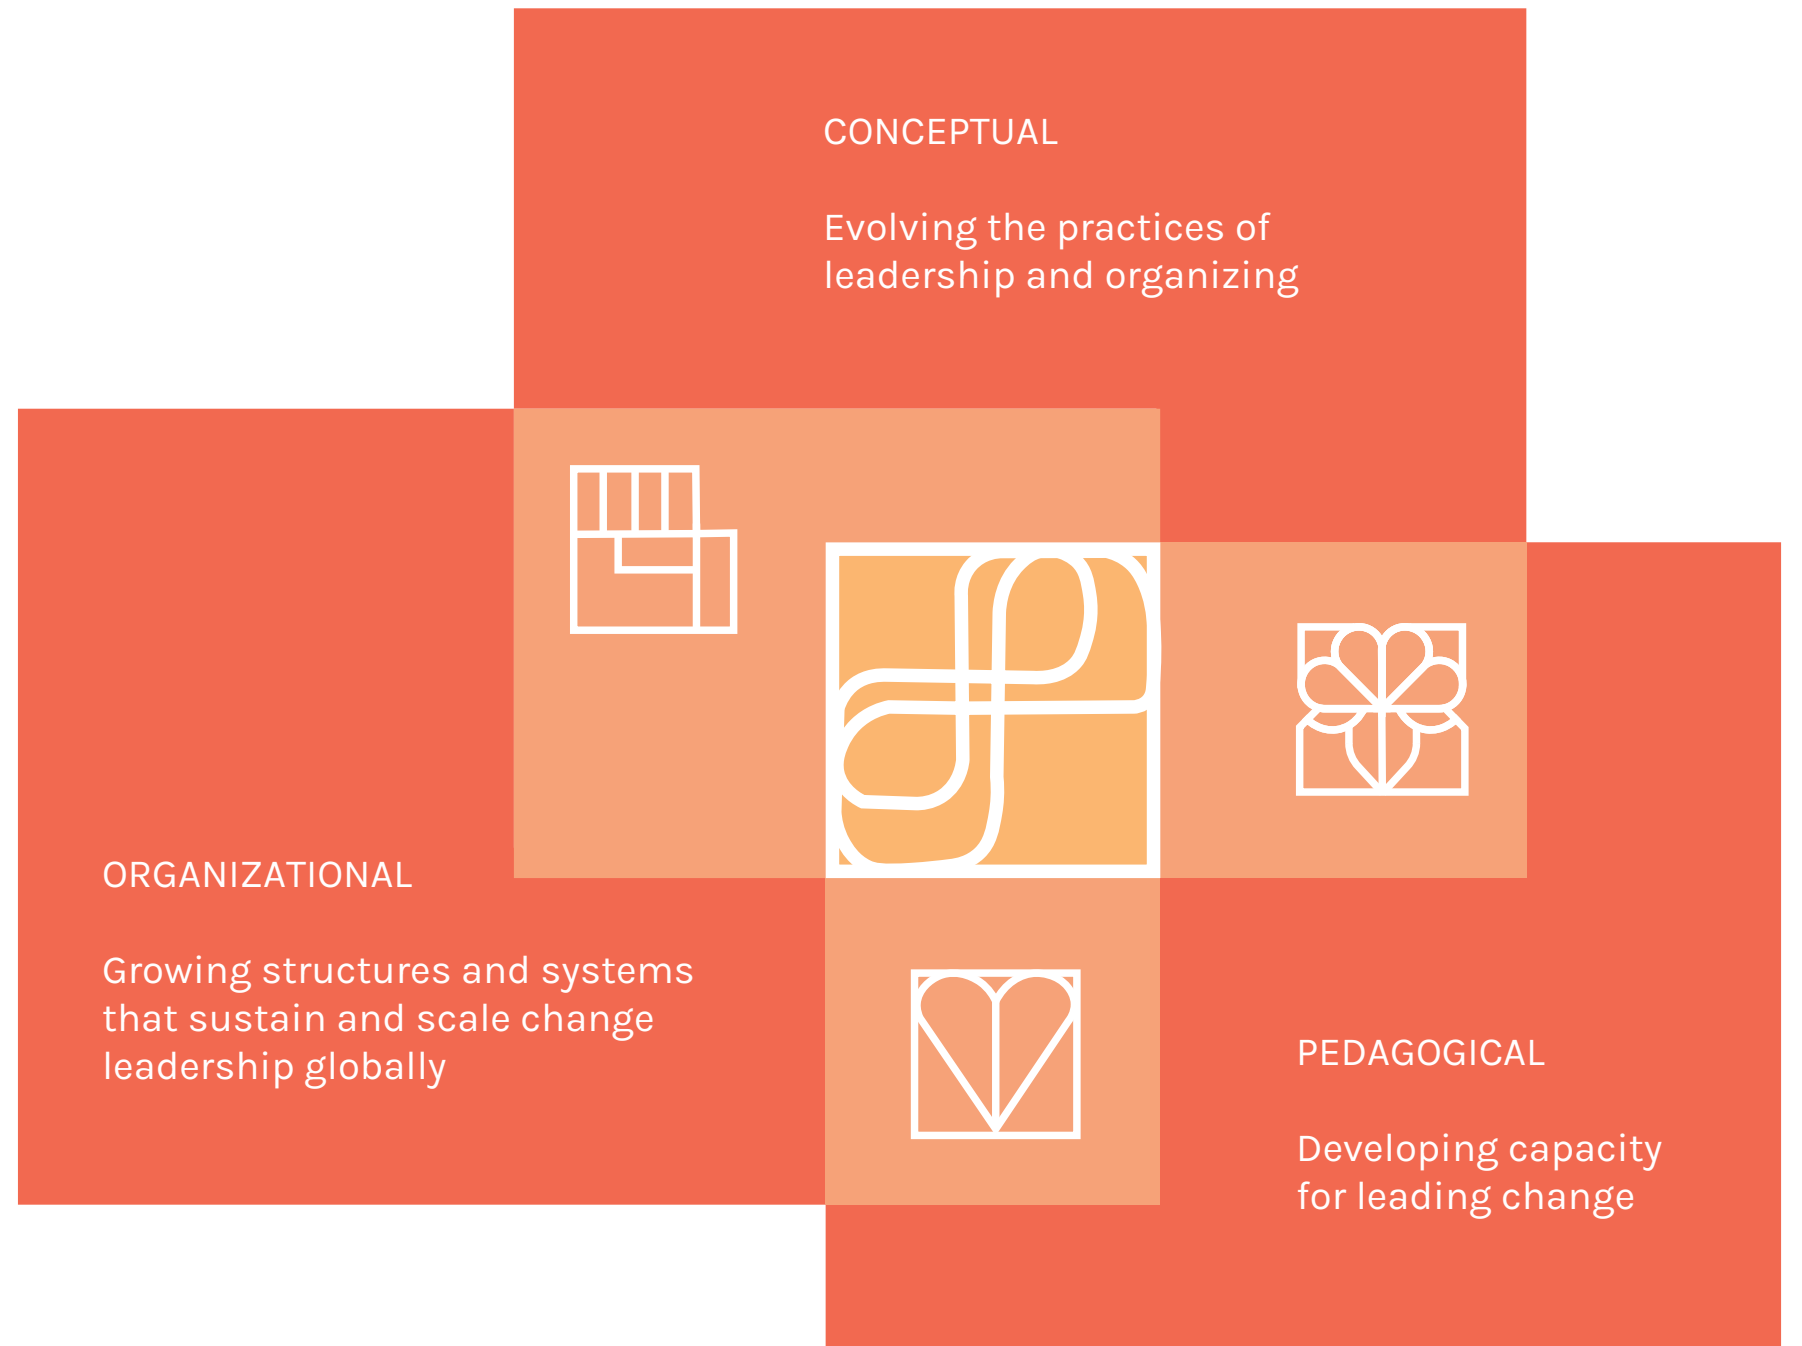 CONCEPTUAL
Evolving the practices of
leadership and organizing
ORGANIZATIONAL
Growing structures and systems
that sustain and scale change
leadership globally
PEDAGOGICAL
Developing capacity
for leading change